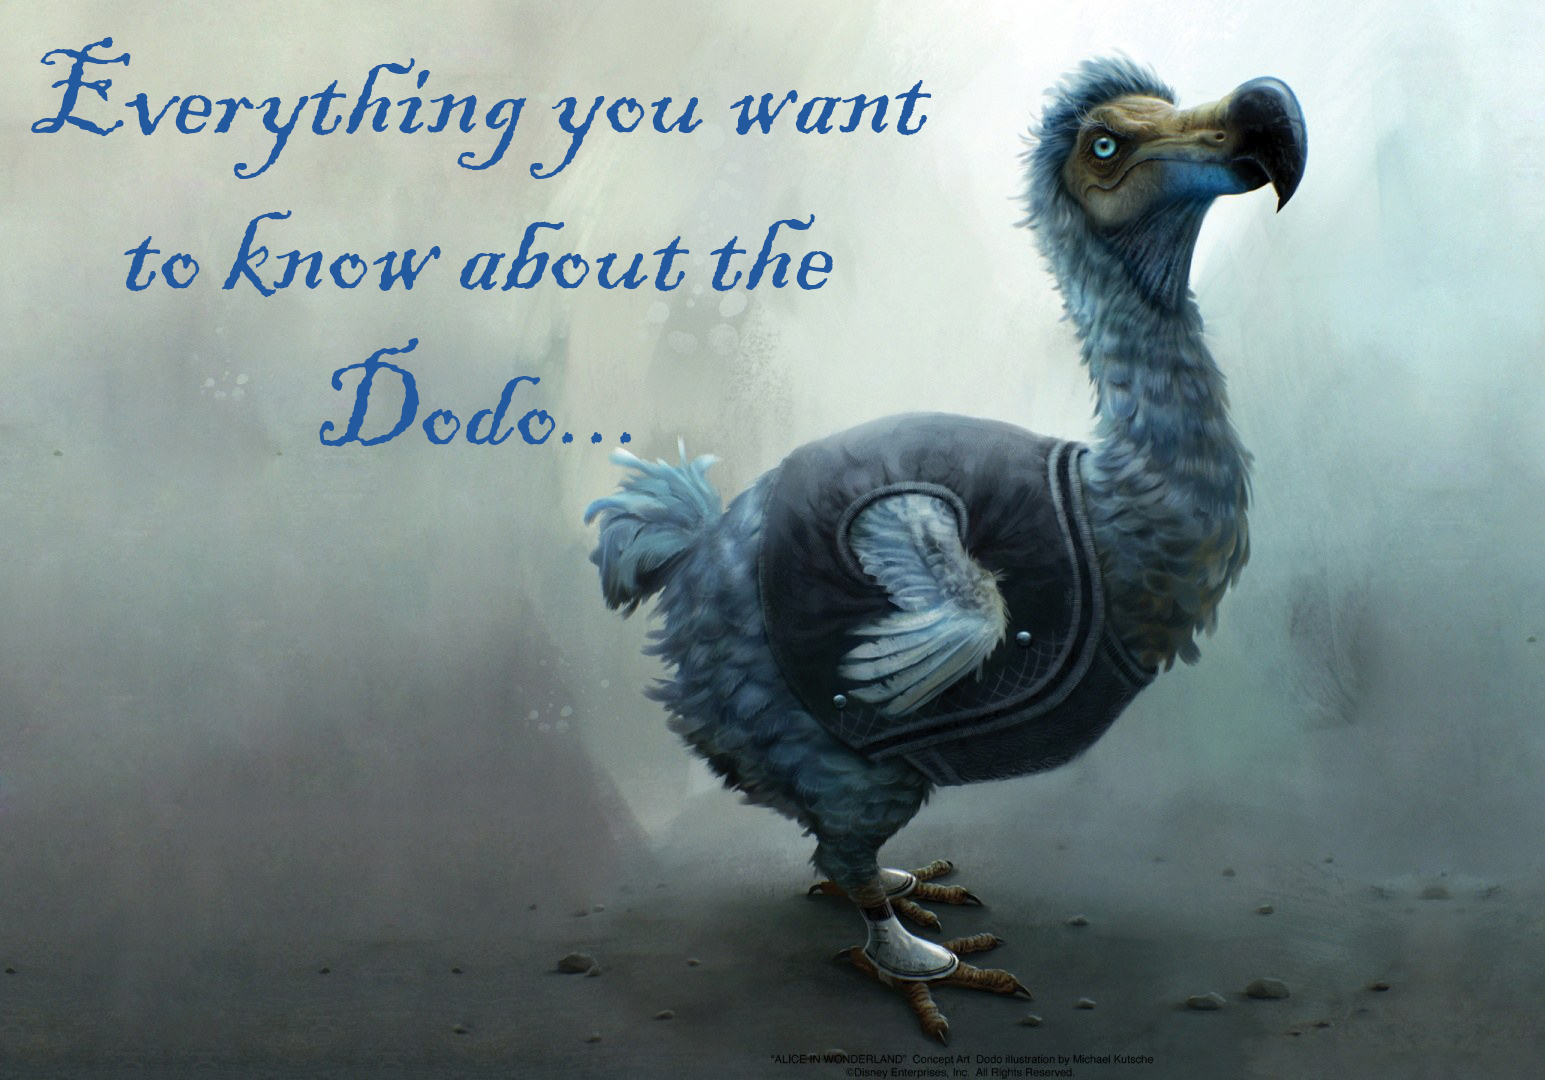 Everything you want
to know about the
Dodo...
"ALICE IN WONDERLAND" Concept Art Dodo illustration by Michael Kutsche
©Disney Enterprises, Inc. All Rights Reserved.